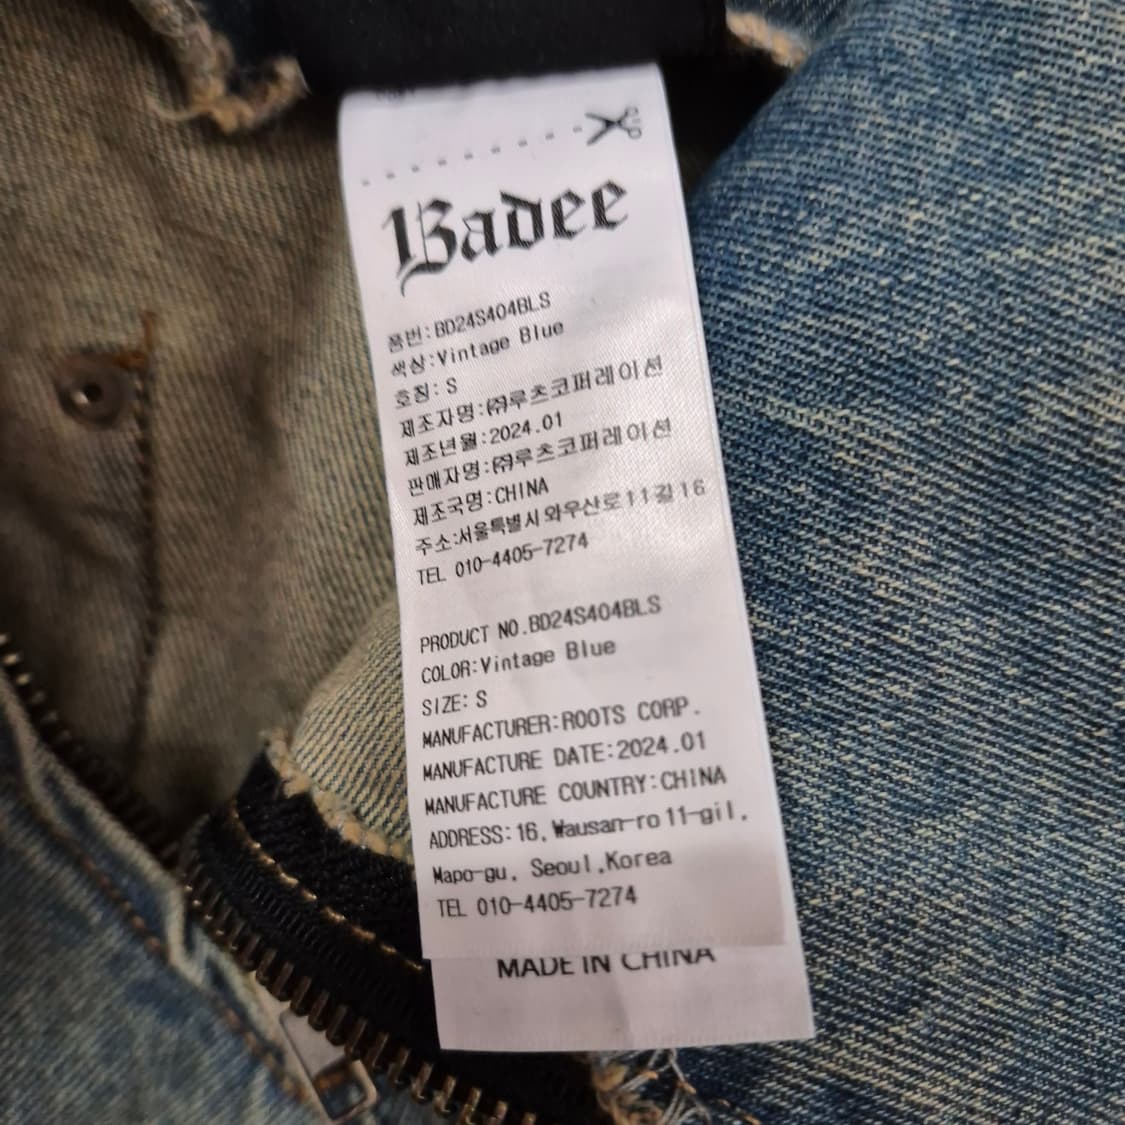 Badee
품번:BD24S404BLS
색상:Vintage Blue
호칭: S
제조자명:㈜루츠코퍼레이션
제조년월:2024.01
판매자명:㈜루츠코퍼레이션
제조국명:CHINA
주소:서울특별시 와우산로11길 16
TEL 010-4405-7274
PRODUCT NO.BD24S404BLS
COLOR:Vintage Blue
SIZE: S
MANUFACTURER:ROOTS CORP.
MANUFACTURE DATE:2024.01
MANUFACTURE COUNTRY:CHINA
ADDRESS:16, Wausan-ro 11-gil,
Mapo-gu, Seoul,Korea
TEL 010-4405-7274
MADE IN CHINA